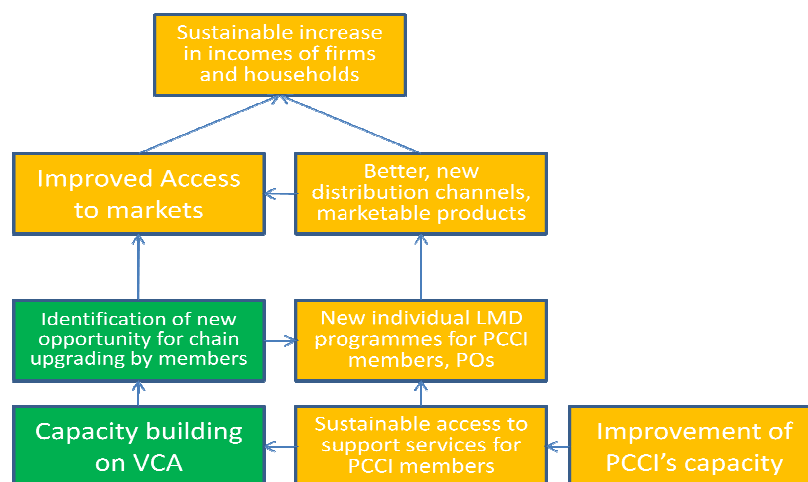 Sustainable increase
in incomes of firms
and households
Improved Access
to markets
Better, new
distribution channels,
marketable products
Identification of new
opportunity for chain
upgrading by members
New individual LMD
programmes for PCCI
members, POs
Capacity building
on VCA
Sustainable access to
support services for
PCCI members
Improvement of
PCCI's capacity